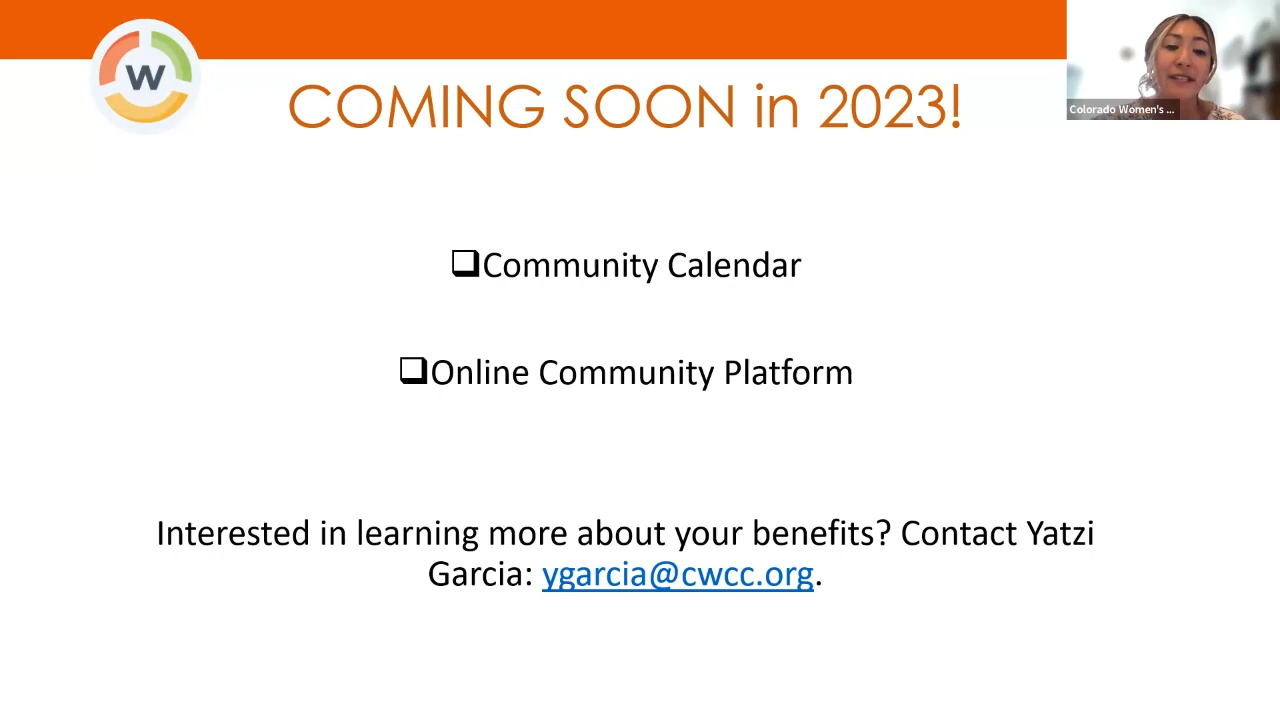 W
COMING SOON in 2023!
Colorado Women's ...
❑Community Calendar
❑Online Community Platform
Interested in learning more about your benefits? Contact Yatzi
Garcia: ygarcia@cwcc.org.